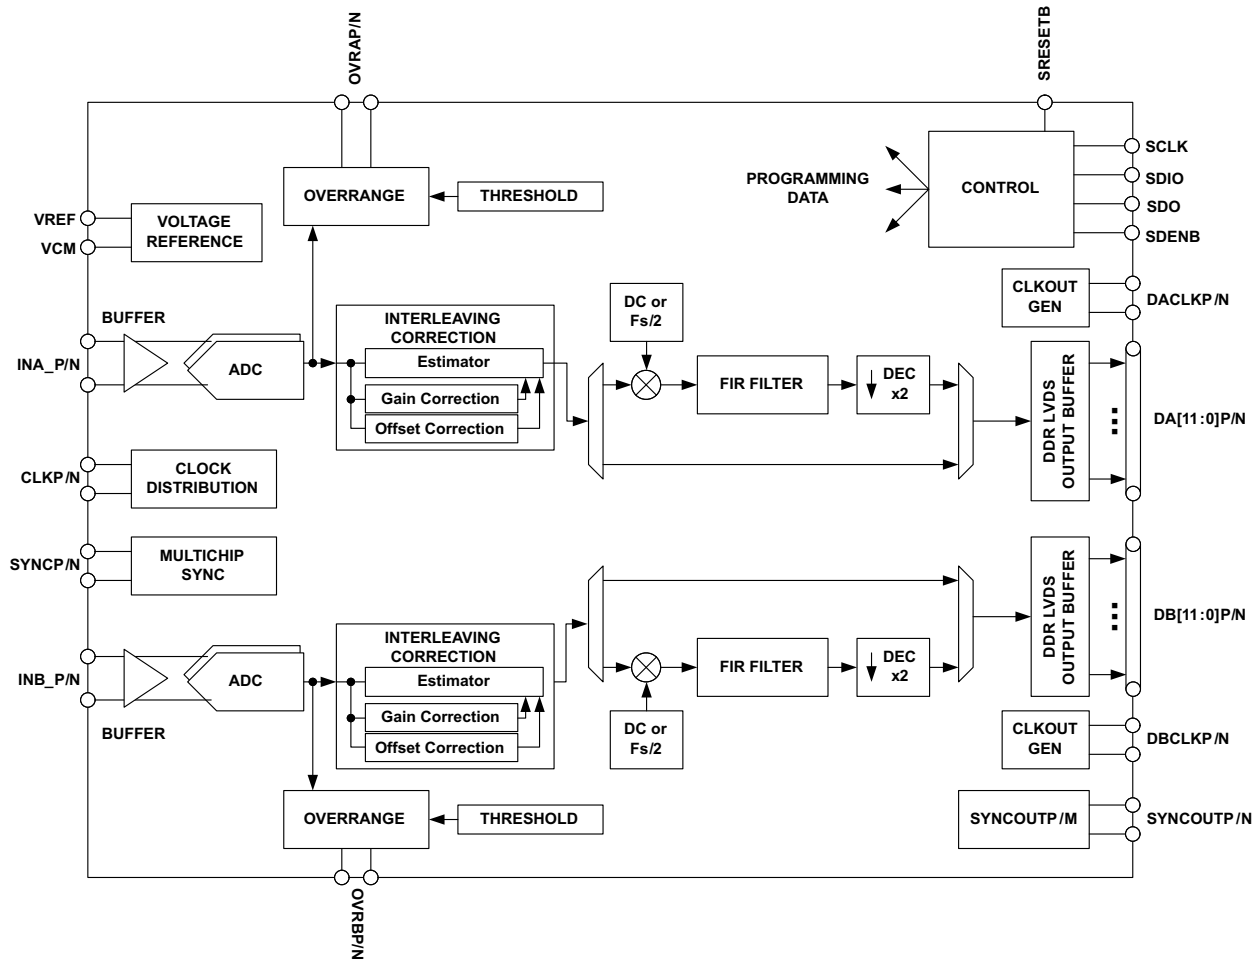 OVRAP/N
SRESETB
OVERRANGE
THRESHOLD
PROGRAMMING
DATA
CONTROL
SCLK
SDIO
SDO
SDENB
VREF
VCM
VOLTAGE
REFERENCE
CLKOUT
GEN
DACLKP/N
BUFFER
INA_P/N
ADC
INTERLEAVING
CORRECTION
Estimator
Gain Correction
Offset Correction
DC or
Fs/2
FIR FILTER
DEC
x2
DDR LVDS
OUTPUT BUFFER
DA[11:0]P/N
CLKP/N
CLOCK
DISTRIBUTION
SYNCP/N
MULTICHIP
SYNC
INB_P/N
BUFFER
ADC
INTERLEAVING
CORRECTION
Estimator
Gain Correction
Offset Correction
DC or
Fs/2
FIR FILTER
DEC
x2
DDR LVDS
OUTPUT BUFFER
DB[11:0]P/N
CLKOUT
GEN
DBCLKP/N
OVERRANGE
THRESHOLD
SYNCOUTP/M
SYNCOUTP/N
OVRBP/N